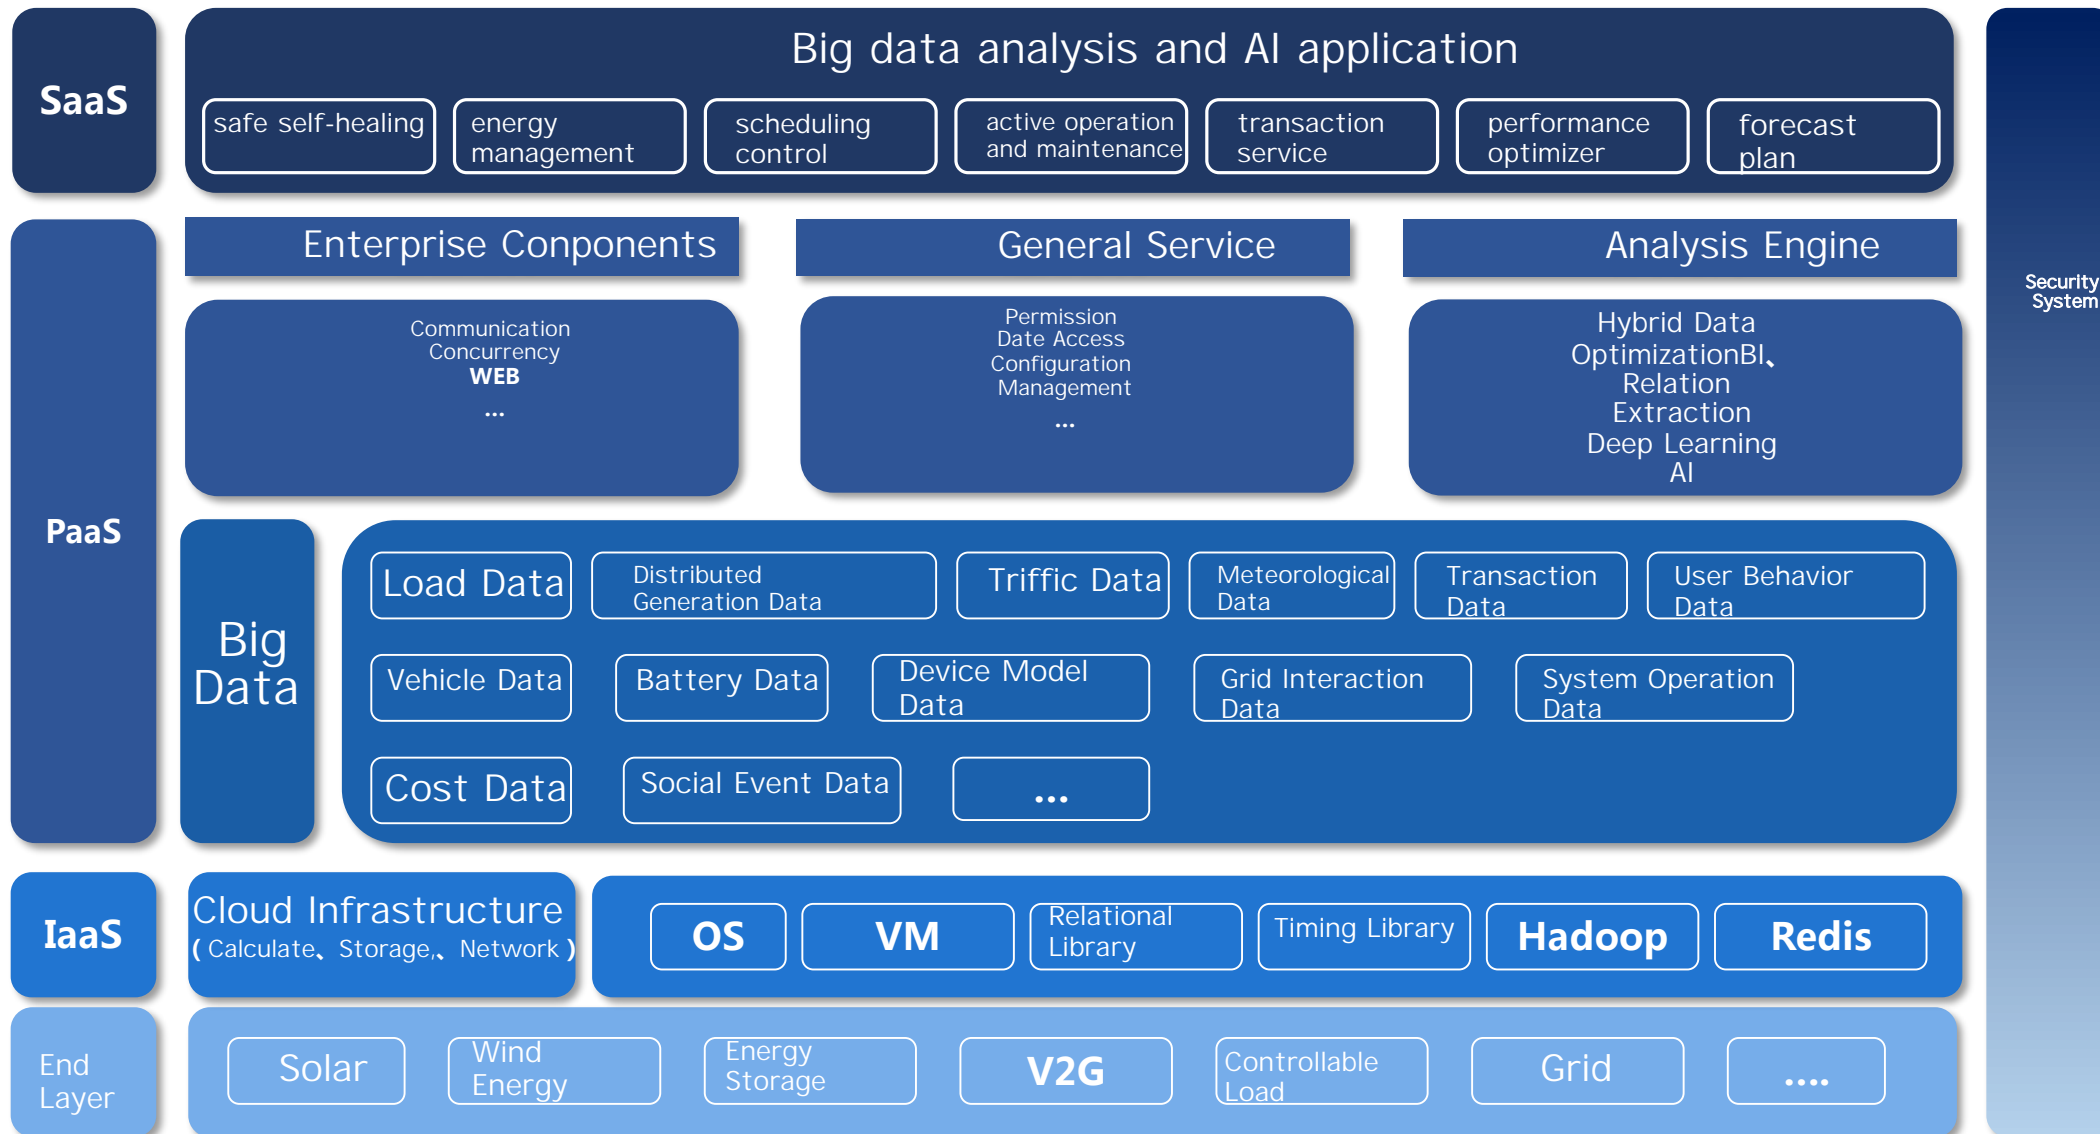 SaaS
Big data analysis and AI application
safe self-healing
energy
management
scheduling
control
active operation
and maintenance
transaction
service
performance
optimizer
forecast
plan
Security
System
PaaS
Enterprise Conponents
General Service
Analysis Engine
Communication
Concurrency
WEB
...
Permission
Date Access
Configuration
Management
...
Hybrid Data
OptimizationBI、
Relation
Extraction
Deep Learning
AI
Big
Data
Load Data
Distributed
Generation Data
Triffic Data
Meteorological
Data
Transaction
Data
User Behavior
Data
Vehicle Data
Battery Data
Device Model
Data
Grid Interaction
Data
System Operation
Data
Cost Data
Social Event Data
...
IaaS
Cloud Infrastructure
( Calculate、Storage,、Network )
OS
VM
Relational
Library
Timing Library
Hadoop
Redis
End
Layer
Solar
Wind
Energy
Energy
Storage
V2G
Controllable
Load
Grid
....